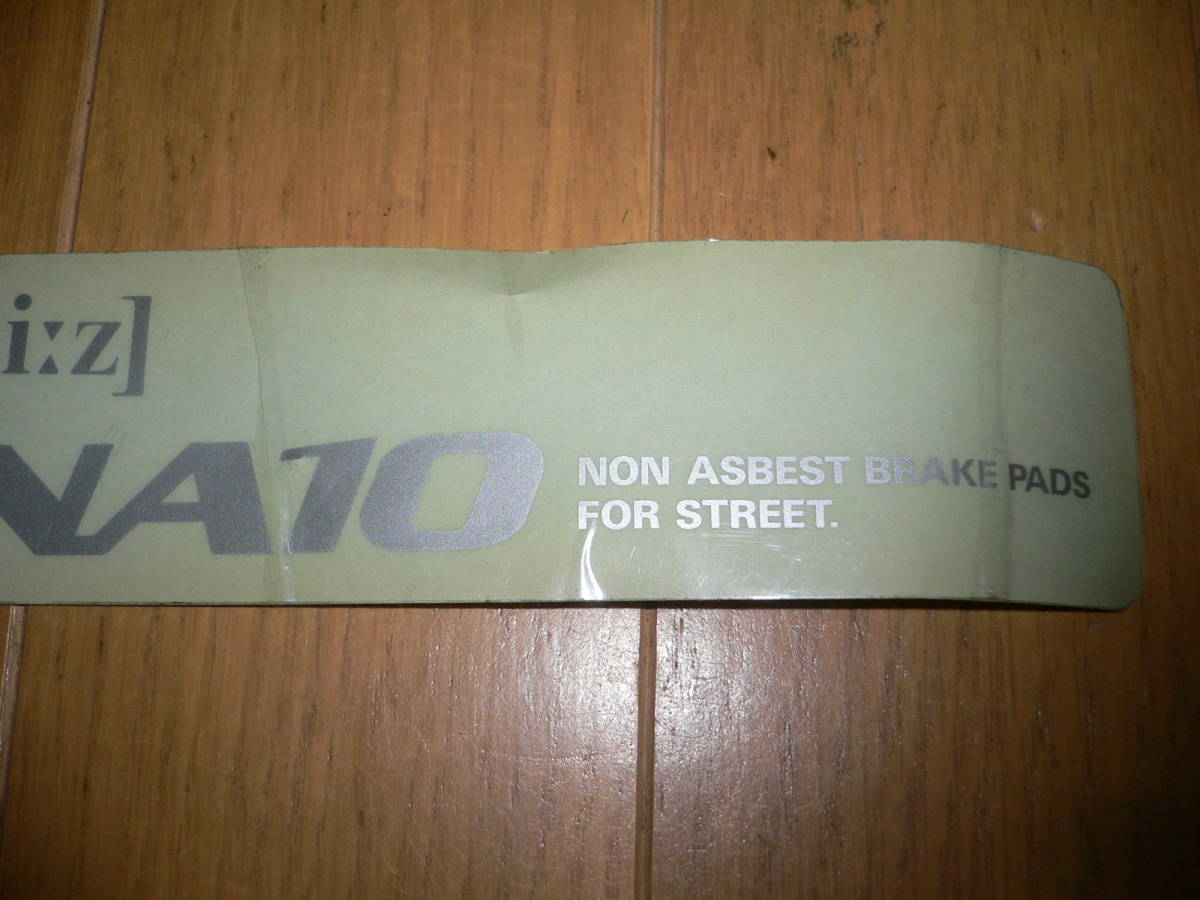 i:z]
NA10
NON ASBEST BRAKE PADS
FOR STREET.